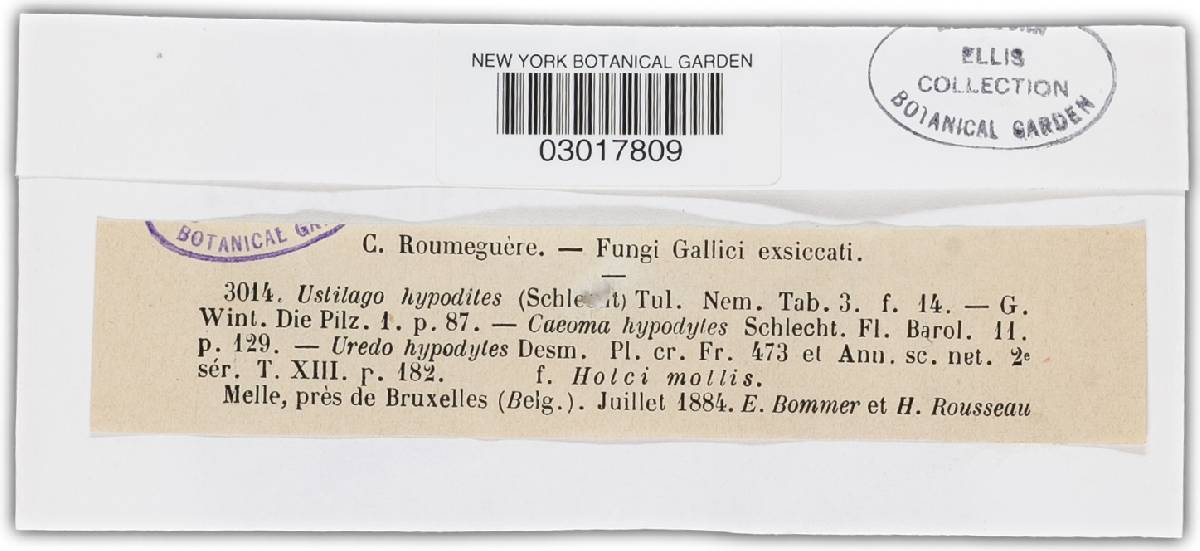 NEW YORK BOTANICAL GARDEN
03017809
ELLIS
COLLECTION
BOTANICAL GARDEN
BOTANICAL
C. Roumeguère. — Fungi Gallici exsiccati.
3014. Ustilago hypodites (Schle t) Tul. Nem. Tab. 3. f. 14. — G.
Wint. Die Pilz. 1. p. 87. — Caeoma hypodytes Schlecht. Fl. Barol. 11.
p. 129. — Uredo hypodytes Desm. Pl. cr. Fr. 473 et Ann. sc. net. 2e
sér. T. XIII. p. 182. f. Holci mollis.
Melle, près de Bruxelles (Belg.). Juillet 1884. E. Bommer et H. Rousseau